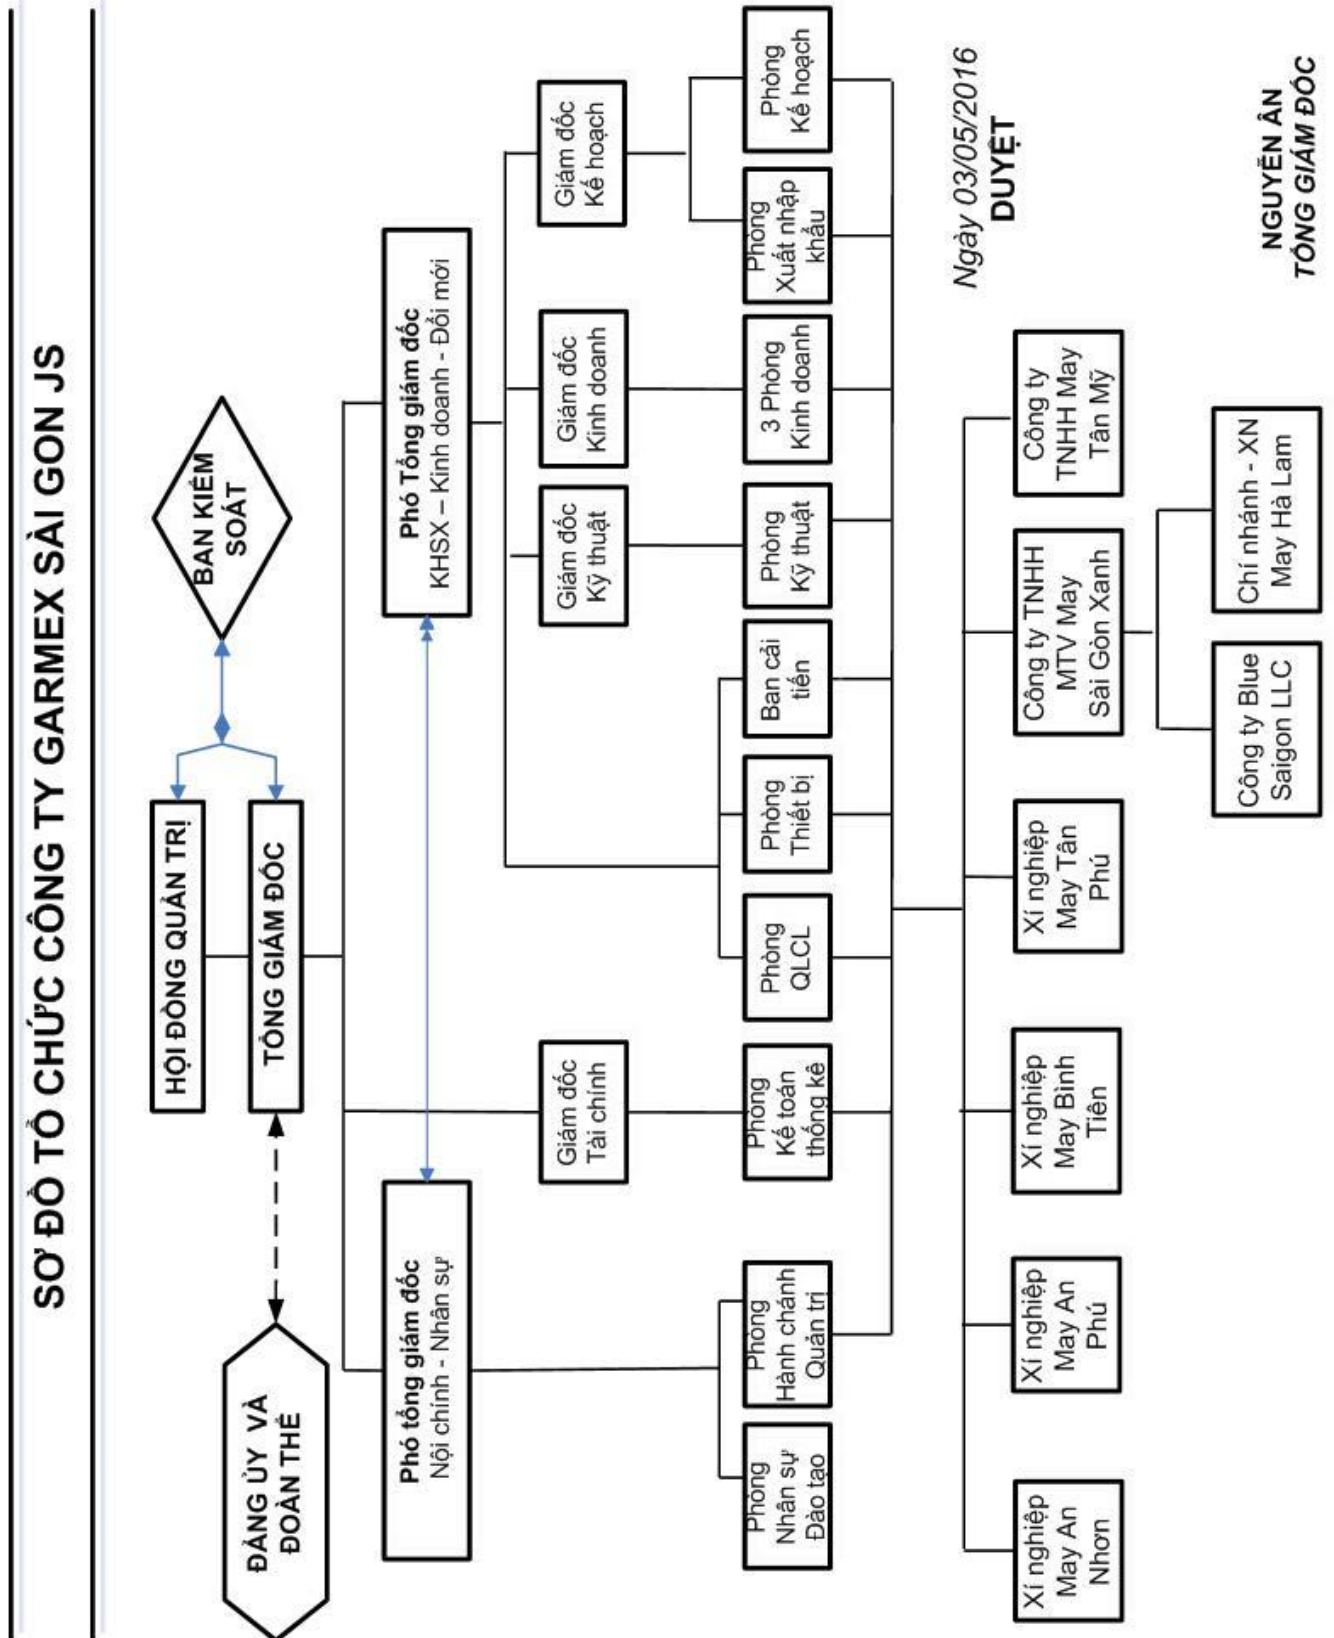 SƠ ĐỒ TỔ CHỨC CÔNG TY GARMEX SÀI GON JS
HỘI ĐỒNG QUẢN TRỊ
BAN KIỂM
SOÁT
ĐẢNG ỦY VÀ
ĐOÀN THỂ
TỔNG GIÁM ĐỐC
Phó tổng giám đốc
Nội chính - Nhân sự
Phó Tổng giám đốc
KHSX – Kinh doanh - Đổi mới
Giám đốc
Tài chính
Giám đốc
Kỹ thuật
Giám đốc
Kinh doanh
Giám đốc
Kế hoạch
Phòng
Nhân sự
Đào tạo
Phòng
Hành chánh
Quản trị
Phòng
Kế toán
thống kê
Phòng
QLCL
Phòng
Thiết bị
Ban cải
tiến
Phòng
Kỹ thuật
3 Phòng
Kinh doanh
Phòng
Xuất nhập
khẩu
Phòng
Kế hoạch
Xí nghiệp
May An
Nhơn
Xí nghiệp
May An
Phú
Xí nghiệp
May Bình
Tiên
Xí nghiệp
May Tân
Phú
Công ty TNHH
MTV May
Sài Gòn Xanh
Công ty
TNHH May
Tân Mỹ
Công ty Blue
Saigon LLC
Chí nhánh - XN
May Hà Lam
Ngày 03/05/2016
DUYỆT
NGUYỄN ÂN
TỔNG GIÁM ĐỐC